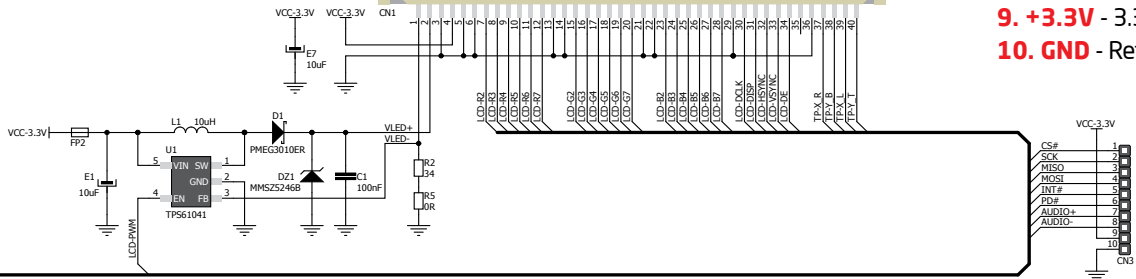 VCC-3.3V VCC-3.3V CN1
1 2 3 4 5 6 7 8 9 10 11 12 13 14 15 16 17 18 19 20 21 22 23 24 25 26 27 28 29 30 31 32 33 34 35 36 37 38 39 40
9. +3.3V - 3.3
10. GND - Ret
E7
10uF
LCD-R2
LCD-R3
LCD-R4
LCD-R5
LCD-R6
LCD-R7
LCD-G2
LCD-G3
LCD-G4
LCD-G5
LCD-G6
LCD-G7
LCD-B2
LCD-B3
LCD-B4
LCD-B5
LCD-B6
LCD-B7
LCD-DCLK
LCD-DISP
LCD-HSYNC
LCD-VSYNC
LCD-DE
TP-X_R
TP-Y_B
TP-X_L
TP-Y_T
VCC-3.3V
FP2
L1 10uH
D1
PMEG3010ER
VLED+
VLED-
U1
5 VIN SW 1
GND 2
4 EN FB 3
TPS61041
E1
10uF
DZ1
MMSZ5246B
C1
100nF
R2
34
R5
0R
LCD-PWM
VCC-3.3V
CS# 1
SCK 2
MISO 3
MOSI 4
INT# 5
PD# 6
AUDIO+ 7
AUDIO- 8
9
10
CN3